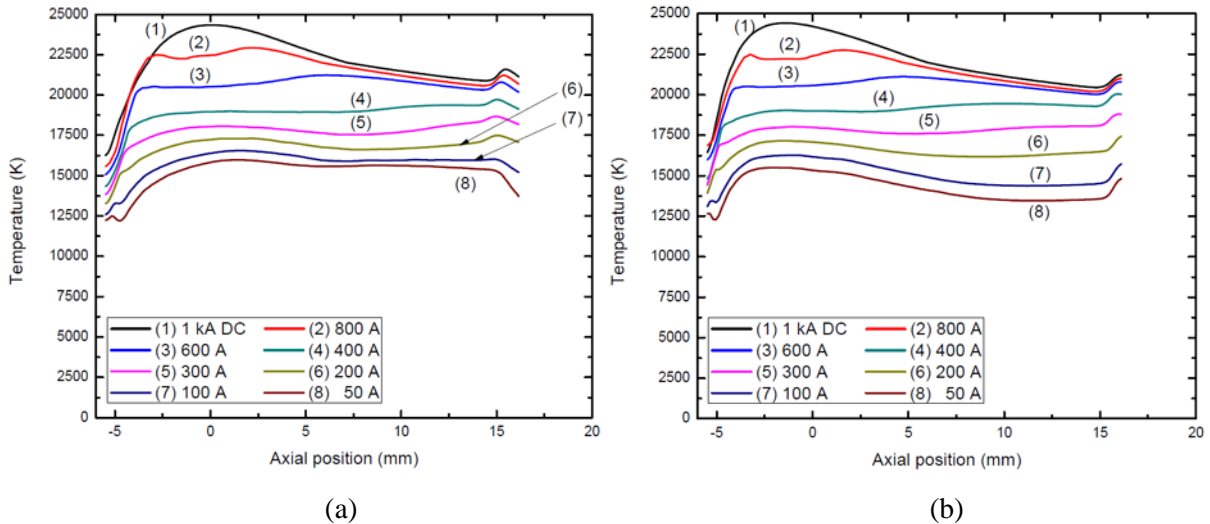 25000
22500
20000
17500
15000
12500
10000
7500
5000
2500
0
Temperature (K)
(1)
(2)
(3)
(4)
(5)
(6)
(7)
(8)
(1) 1 kA DC (2) 800 A
(3) 600 A (4) 400 A
(5) 300 A (6) 200 A
(7) 100 A (8) 50 A
-5 0 5 10 15 20
Axial position (mm)
(a)
25000
22500
20000
17500
15000
12500
10000
7500
5000
2500
0
Temperature (K)
(1)
(2)
(3)
(4)
(5)
(6)
(7)
(8)
(1) 1 kA DC (2) 800 A
(3) 600 A (4) 400 A
(5) 300 A (6) 200 A
(7) 100 A (8) 50 A
-5 0 5 10 15 20
Axial position (mm)
(b)